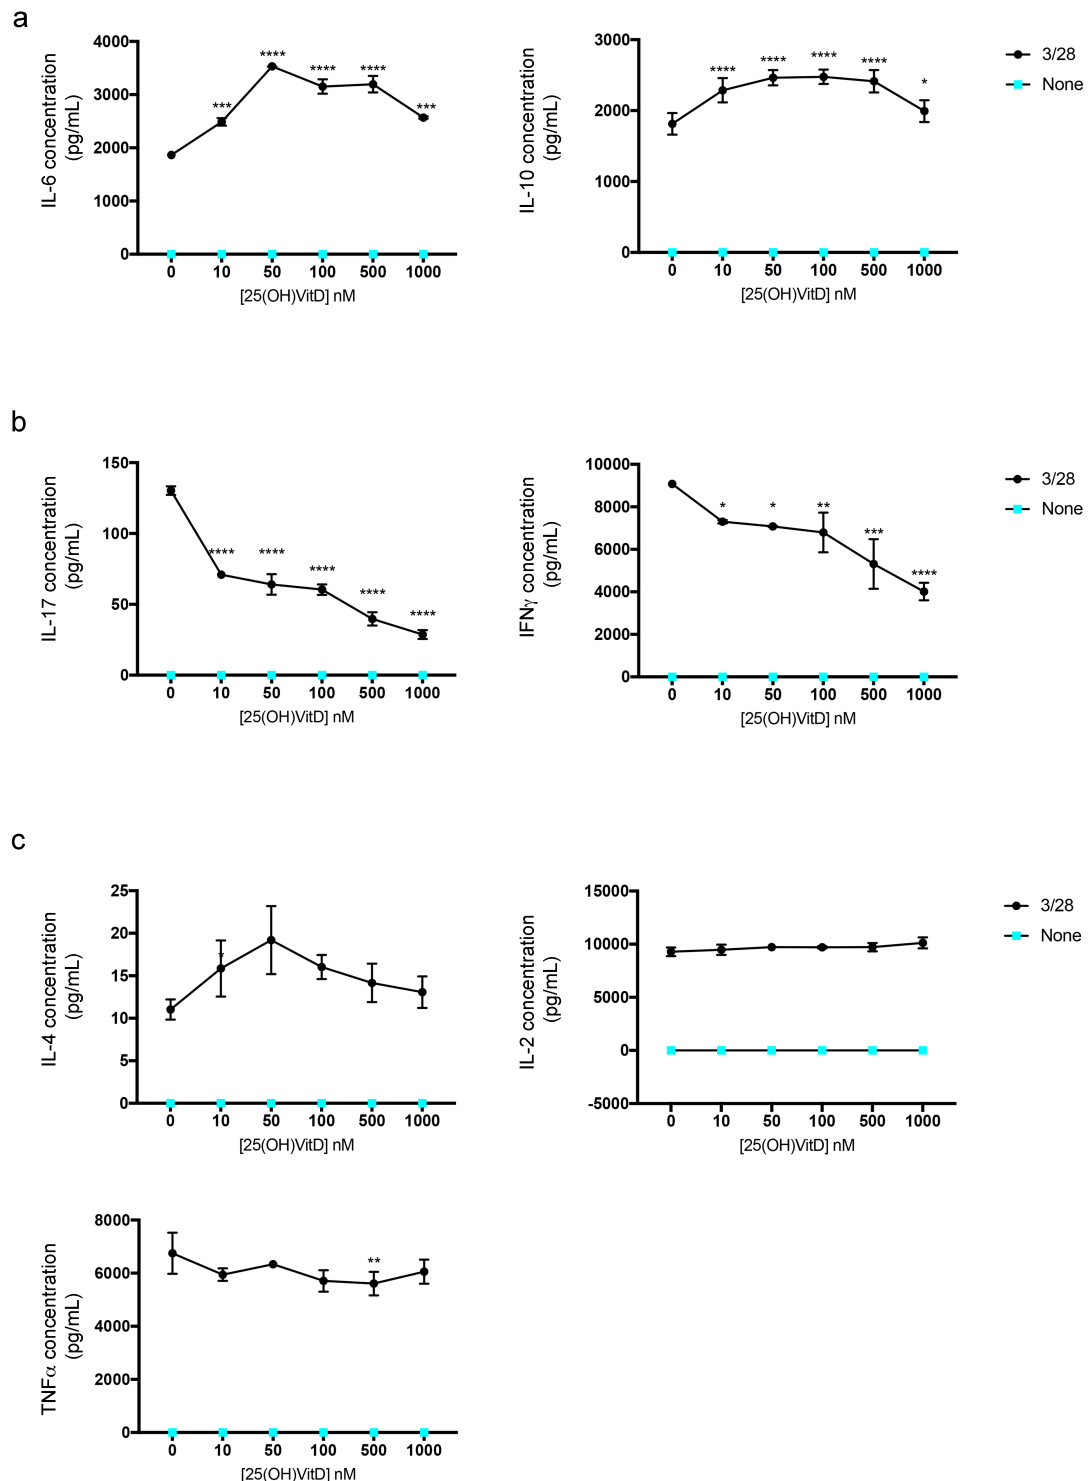 a
IL-6 concentration
(pg/mL)
4000
3000
2000
1000
0
***
****
****
****
***
0 10 50 100 500 1000
[25(OH)VitD] nM
IL-10 concentration
(pg/mL)
3000
2000
1000
0
****
****
****
****
*
0 10 50 100 500 1000
[25(OH)VitD] nM
3/28
None
b
IL-17 concentration
(pg/mL)
150
100
50
0
****
****
****
****
****
0 10 50 100 500 1000
[25(OH)VitD] nM
IFNγ concentration
(pg/mL)
10000
8000
6000
4000
2000
0
*
*
**
***
****
0 10 50 100 500 1000
[25(OH)VitD] nM
3/28
None
c
IL-4 concentration
(pg/mL)
25
20
15
10
5
0
*
0 10 50 100 500 1000
[25(OH)VitD] nM
IL-2 concentration
(pg/mL)
15000
10000
5000
0
-5000
0 10 50 100 500 1000
[25(OH)VitD] nM
3/28
None
TNFα concentration
(pg/mL)
8000
6000
4000
2000
0
**
0 10 50 100 500 1000
[25(OH)VitD] nM